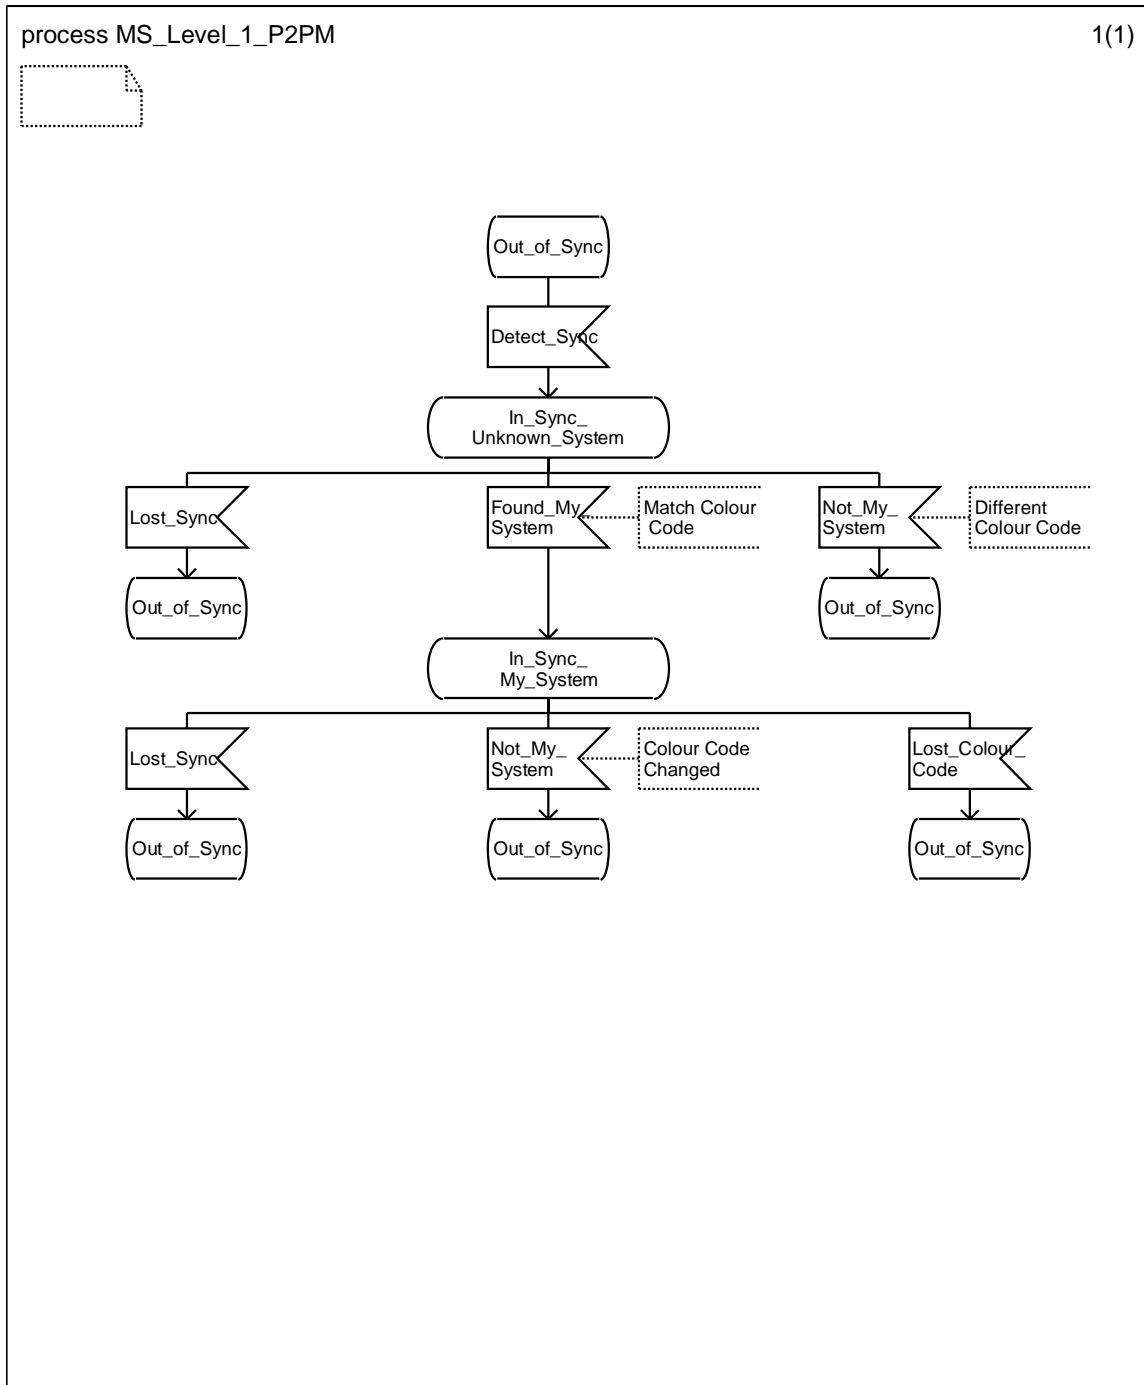 process MS_Level_1_P2PM
1(1)
Out_of_Sync
Detect_Sync
In_Sync_
Unknown_System
Lost_Sync
Found_My_
System
Match Colour
Code
Not_My_
System
Different
Colour Code
Out_of_Sync
Out_of_Sync
In_Sync_
My_System
Lost_Sync
Not_My_
System
Colour Code
Changed
Lost_Colour_
Code
Out_of_Sync
Out_of_Sync
Out_of_Sync